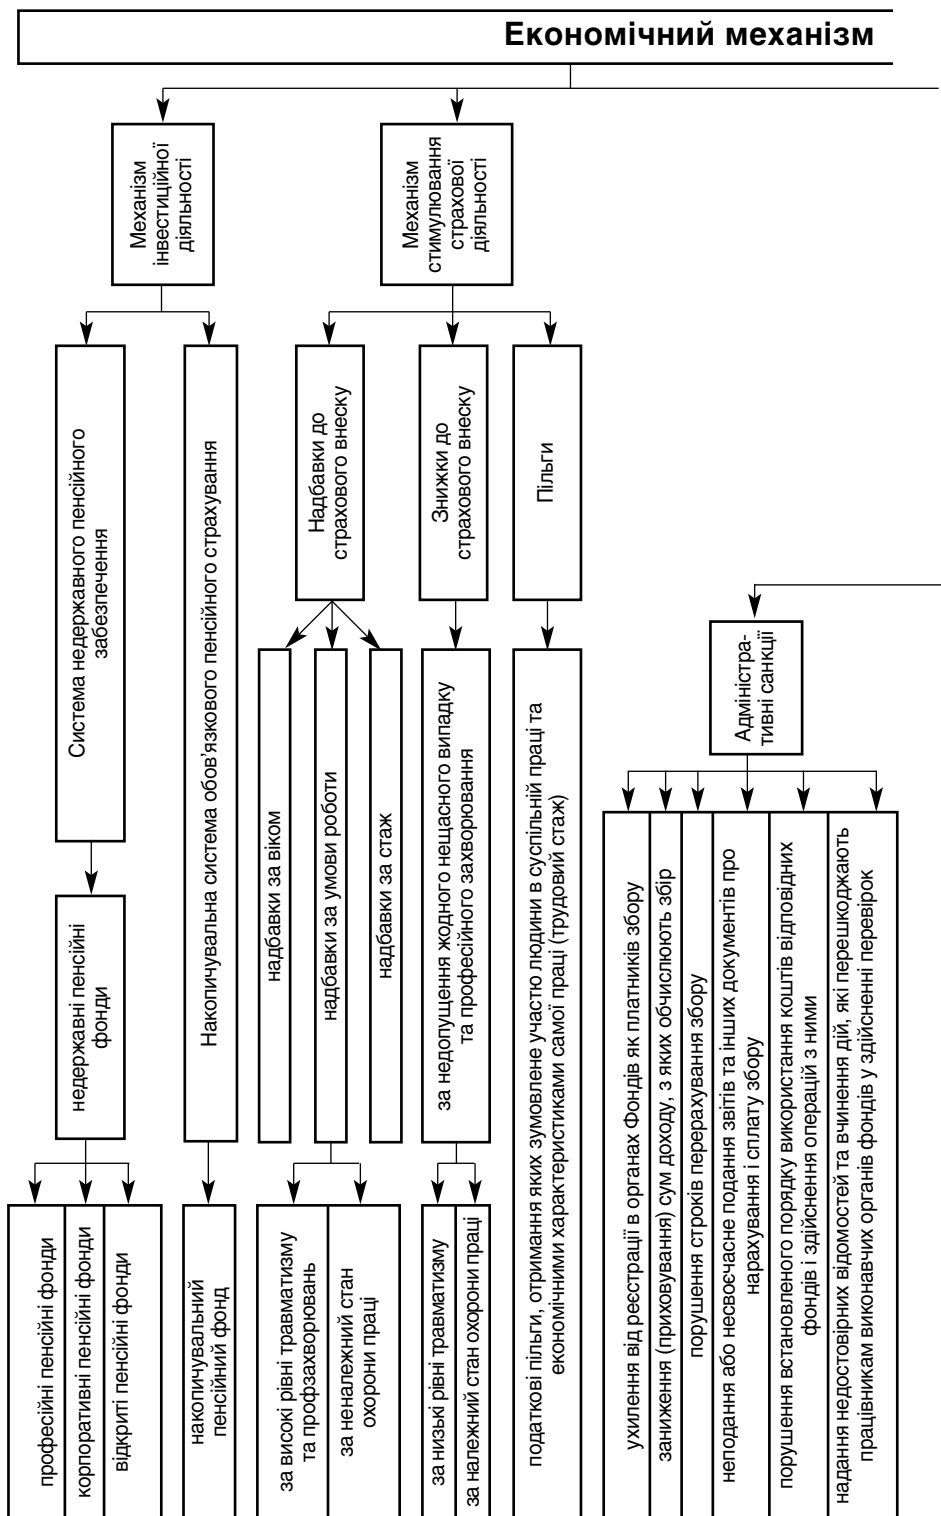 Економічний механізм
Механізм
інвестиційної
діяльності
Механізм
стимулювання
страхової
діяльності
Система недержавного пенсійного
забезпечення
Накопичувальна система обов’язкового пенсійного страхування
Надбавки до
страхового внеску
Знижки до
страхового внеску
Пільги
Адміністра-
тивні санкції
недержавні пенсійні
фонди
надбавки за віком
надбавки за умови роботи
надбавки за стаж
за недопущення жодного нещасного випадку
та професійного захворювання
податкові пільги, отримання яких зумовлене участю людини в суспільній праці та
економічними характеристиками самої праці (трудовий стаж)
ухилення від реєстрації в органах Фондів як платників збору
заниження (приховування) сум доходу, з яких обчислюють збір
порушення строків перерахування збору
неподання або несвоєчасне подання звітів та інших документів про
нарахування і сплату збору
порушення встановленого порядку використання коштів відповідних
фондів і здійснення операцій з ними
надання недостовірних відомостей та вчинення дій, які перешкоджають
працівникам виконавчих органів фондів у здійсненні перевірок
професійні пенсійні фонди
корпоративні пенсійні фонди
відкриті пенсійні фонди
накопичувальний
пенсійний фонд
за високі рівні травматизму
та профзахворювань
за неналежний стан
охорони праці
за низькі рівні травматизму
за належний стан охорони праці